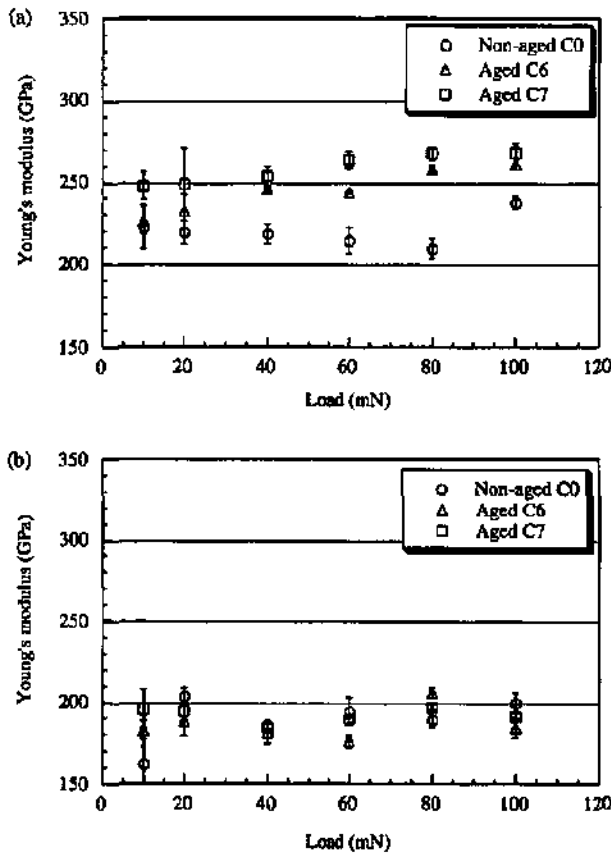 (a)
350
300
250
200
150
Young's modulus (GPa)
Non-aged C0
Aged C6
Aged C7
0 20 40 60 80 100 120
Load (mN)
(b)
350
300
250
200
150
Young's modulus (GPa)
Non-aged C0
Aged C6
Aged C7
0 20 40 60 80 100 120
Load (mN)